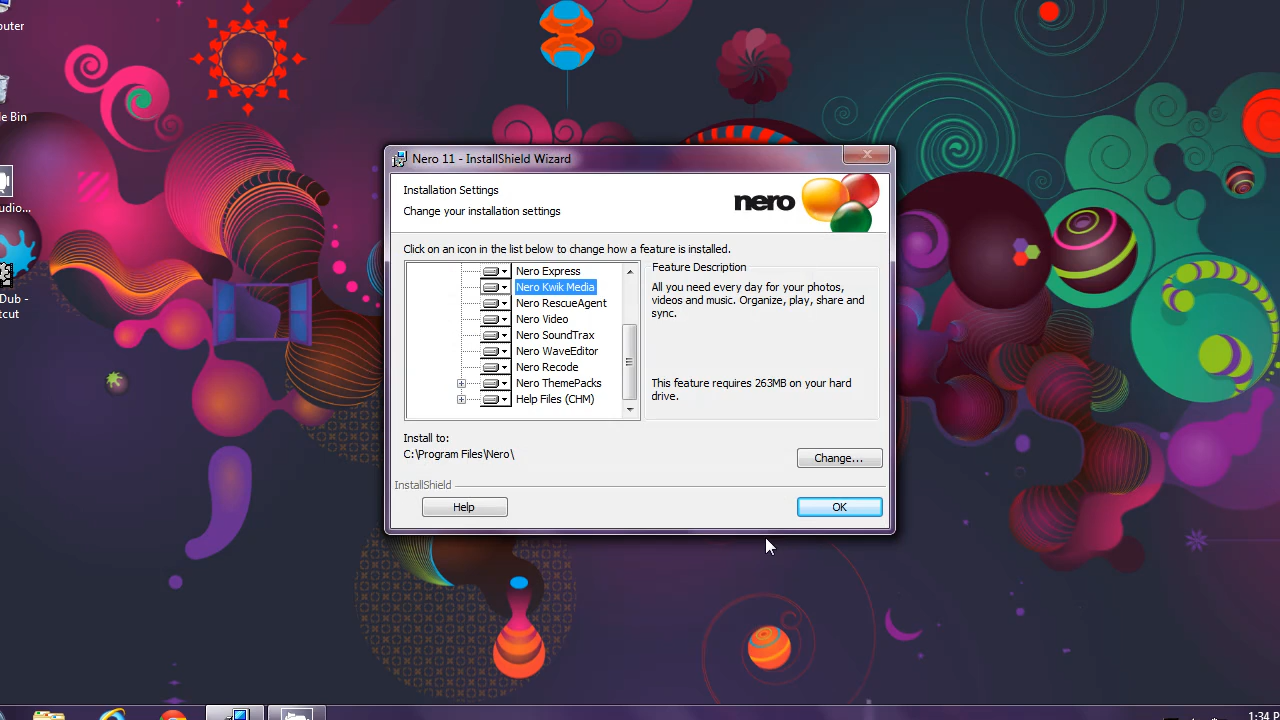 puter
le Bin
udio...
Dub -
tcut
Nero 11 - InstallShield Wizard
Installation Settings
Change your installation settings
nero
Click on an icon in the list below to change how a feature is installed.
Nero Express
Nero Kwik Media
Nero RescueAgent
Nero Video
Nero SoundTrax
Nero WaveEditor
Nero Recode
Nero ThemePacks
Help Files (CHM)
Feature Description
All you need every day for your photos,
videos and music. Organize, play, share and
sync.
This feature requires 263MB on your hard
drive.
Install to:
C:\Program Files\Nero\
Change...
InstallShield
Help
OK
1:34 P